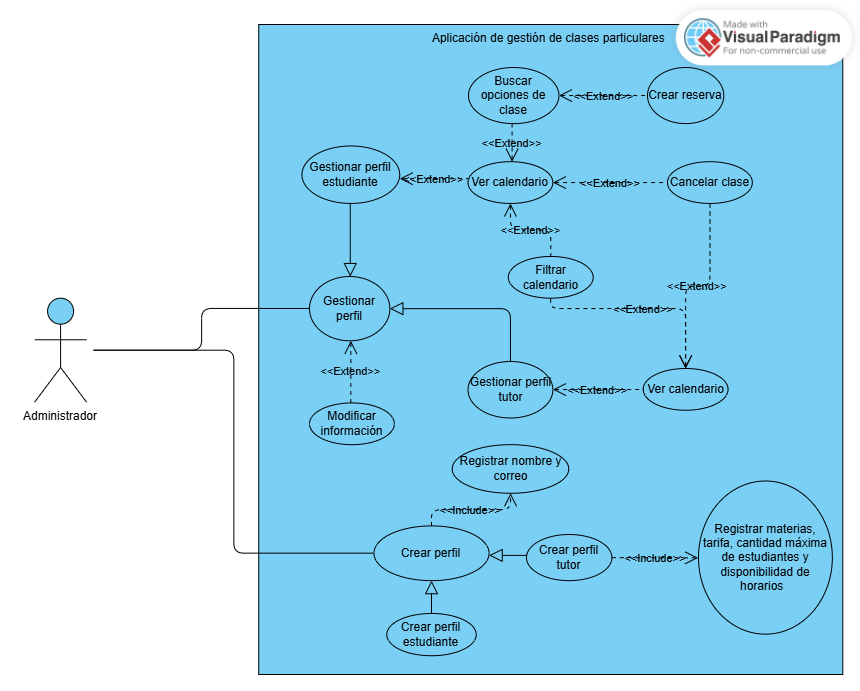 Aplicación de gestión de clases particulares
Made with
VisualParadigm
For non-commercial use
Buscar
opciones de
clase
<<Extend>>
Crear reserva
<<Extend>>
Gestionar perfil
estudiante
<<Extend>>
Ver calendario
<<Extend>>
Cancelar clase
<<Extend>>
Filtrar
calendario
<<Extend>>
<<Extend>>
Gestionar
perfil
<<Extend>>
Gestionar perfil
tutor
<<Extend>>
Ver calendario
Modificar
información
Administrador
Registrar nombre y
correo
<<Include>>
Crear perfil
Crear perfil
tutor
<<Include>>
Registrar materias,
tarifa, cantidad máxima
de estudiantes y
disponibilidad de
horarios
Crear perfil
estudiante